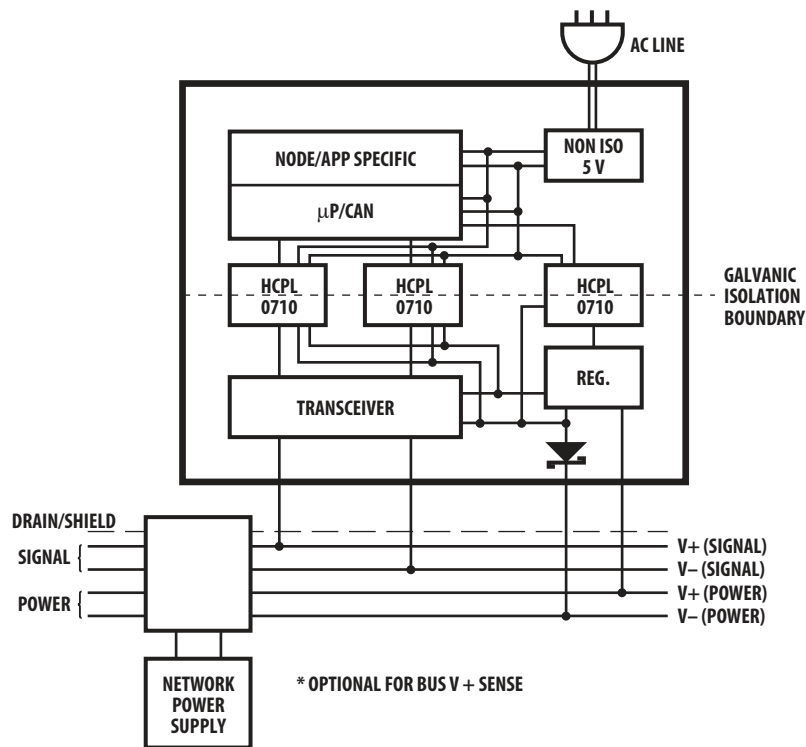 AC LINE
NON ISO
5 V
NODE/APP SPECIFIC
µP/CAN
HCPL
0710
HCPL
0710
HCPL
0710
GALVANIC
ISOLATION
BOUNDARY
REG.
TRANSCEIVER
DRAIN/SHIELD
SIGNAL
POWER
V+ (SIGNAL)
V– (SIGNAL)
V+ (POWER)
V– (POWER)
NETWORK
POWER
SUPPLY
* OPTIONAL FOR BUS V + SENSE